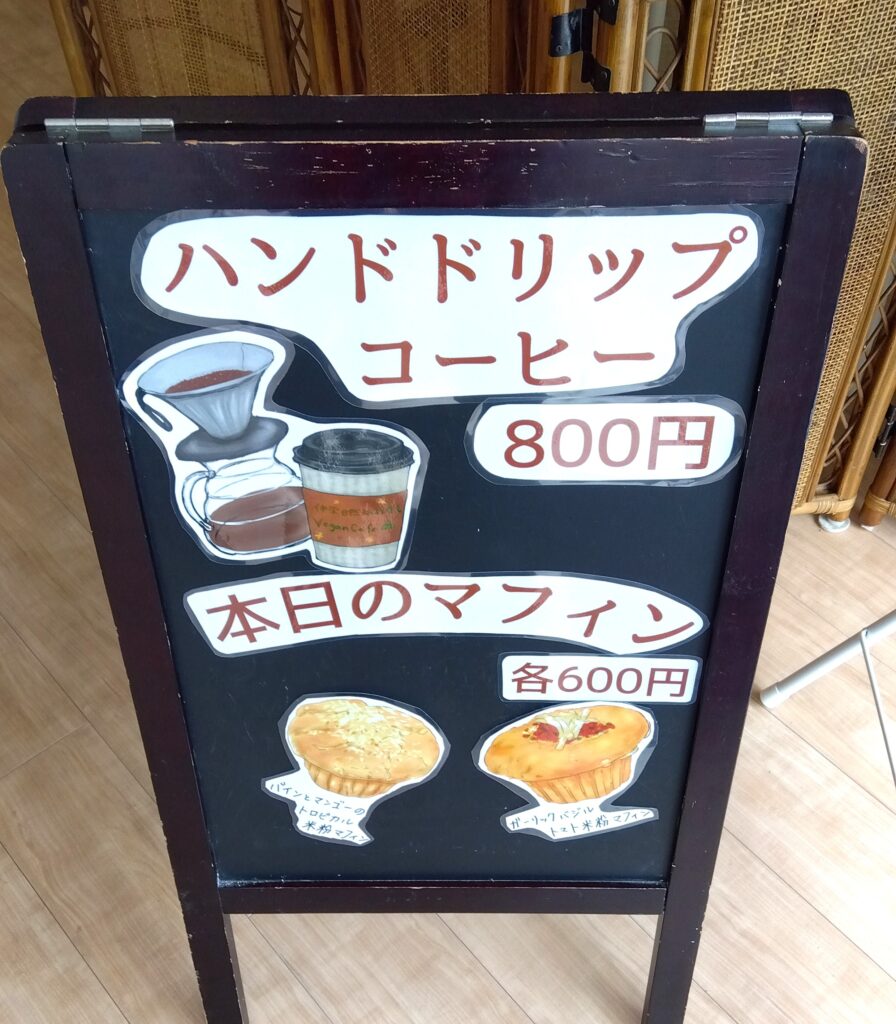 ハンドドリップ
コーヒー
800円
Vegan Cafe
本日のマフィン
各600円
パインとマンゴーの
トロピカル
米粉マフィン
ガーリックバジル
トマト米粉マフィン